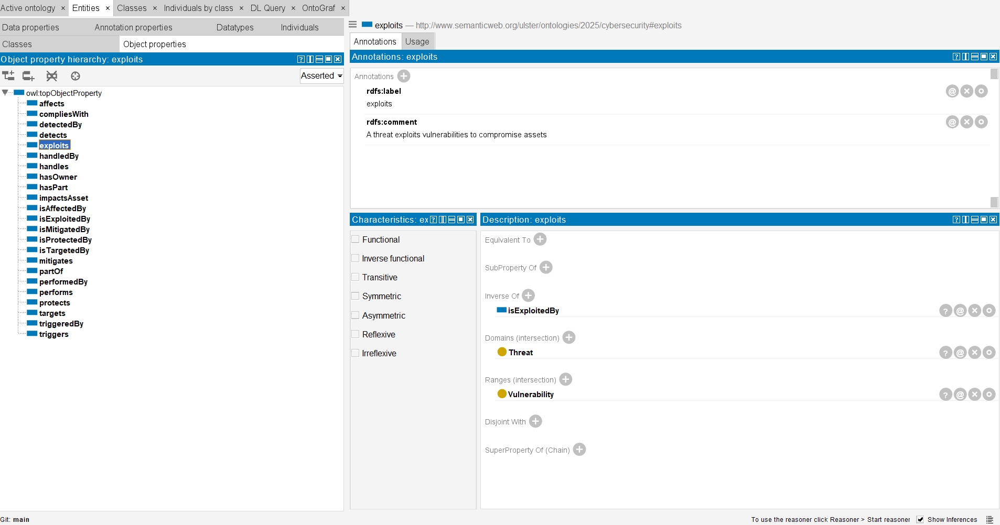 Active ontology × Entities × Classes × Individuals by class × DL Query × OntoGraf ×
Data properties Annotation properties Datatypes Individuals
Classes Object properties
Object property hierarchy: exploits
Asserted
owl:topObjectProperty
affects
compliesWith
detectedBy
detects
exploits
handledBy
handles
hasOwner
hasPart
impactsAsset
isAffectedBy
isExploitedBy
isMitigatedBy
isProtectedBy
isTargetedBy
mitigates
partOf
performedBy
performs
protects
targets
triggeredBy
triggers
exploits — http://www.semanticweb.org/ulster/ontologies/2025/cybersecurity#exploits
Annotations Usage
Annotations: exploits
Annotations
rdfs:label
exploits
rdfs:comment
A threat exploits vulnerabilities to compromise assets
Characteristics: ex
Functional
Inverse functional
Transitive
Symmetric
Asymmetric
Reflexive
Irreflexive
Description: exploits
Equivalent To
SubProperty Of
Inverse Of
isExploitedBy
Domains (intersection)
Threat
Ranges (intersection)
Vulnerability
Disjoint With
SuperProperty Of (Chain)
Git: main
To use the reasoner click Reasoner > Start reasoner Show Inferences